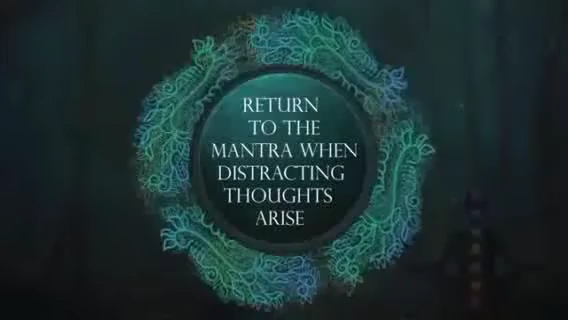 RETURN
TO THE
MANTRA WHEN
DISTRACTING
THOUGHTS
ARISE